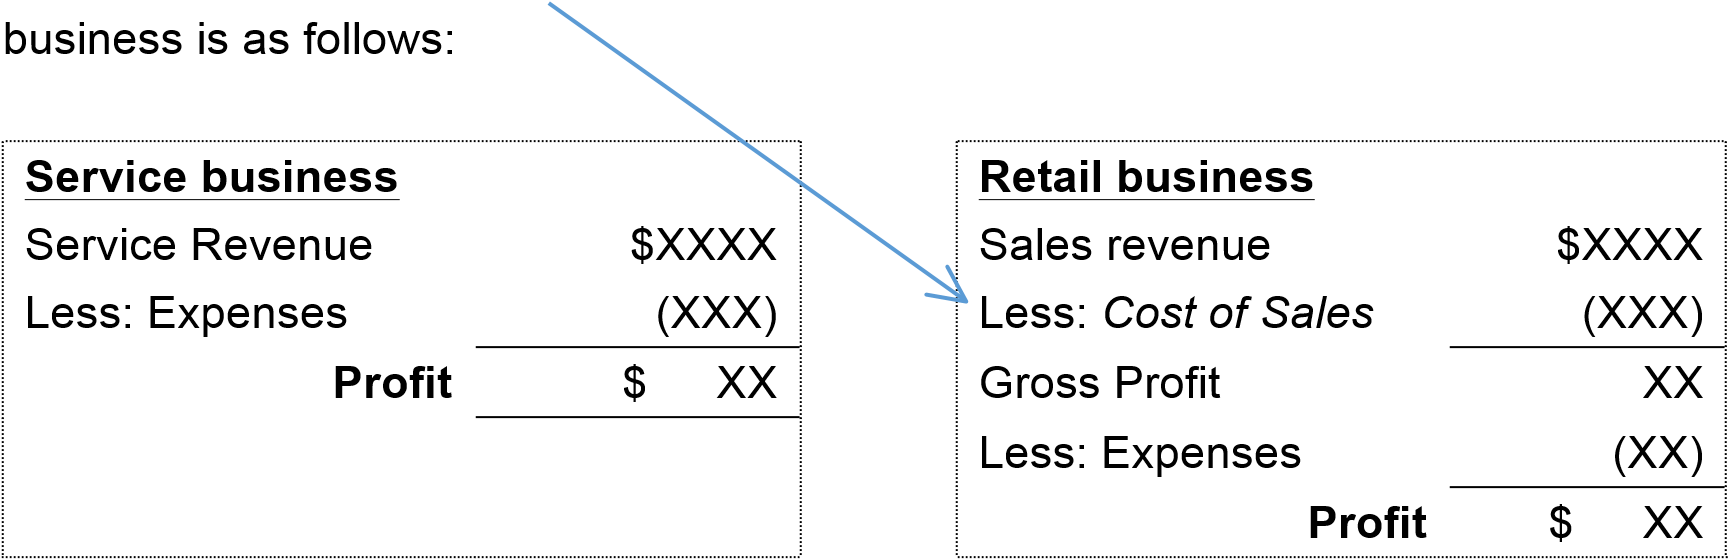 business is as follows:
Service business
Service Revenue $XXXX
Less: Expenses (XXX)
Profit $ XX
Retail business
Sales revenue $XXXX
Less: Cost of Sales (XXX)
Gross Profit XX
Less: Expenses (XX)
Profit $ XX